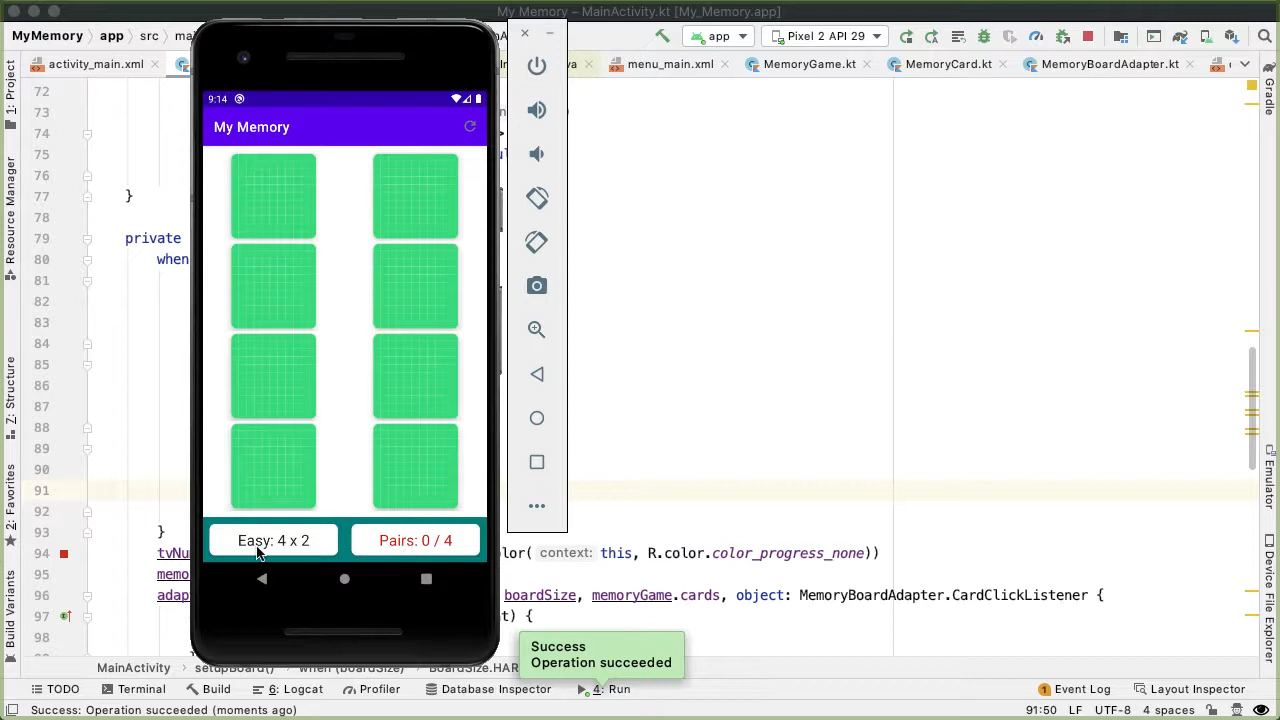 My Memory – MainActivity.kt [My_Memory.app]
MyMemory app src
app Pixel 2 API 29
activity_main.xml menu_main.xml MemoryGame.kt MemoryCard.kt MemoryBoardAdapter.kt
1: Project
Resource Manager
Z: Structure
2: Favorites
Build Variants
72
73
74
75
76
77 }
78
79 private
80 when
81
82
83
84
85
86
87
88
89
90
91
92
93 }
94 color( context: this, R.color.color_progress_none))
95
96 boardSize, memoryGame.cards, object: MemoryBoardAdapter.CardClickListener {
97 ) {
98
9:14
My Memory
Easy: 4 x 2 Pairs: 0 / 4
Gradle
Emulator
Device File Explorer
Success
Operation succeeded
MainActivity setupBoard() when (boardSize) BoardSize.HAR
TODO Terminal Build 6: Logcat Profiler Database Inspector 4: Run 1 Event Log Layout Inspector
Success: Operation succeeded (moments ago) 91:50 LF UTF-8 4 spaces